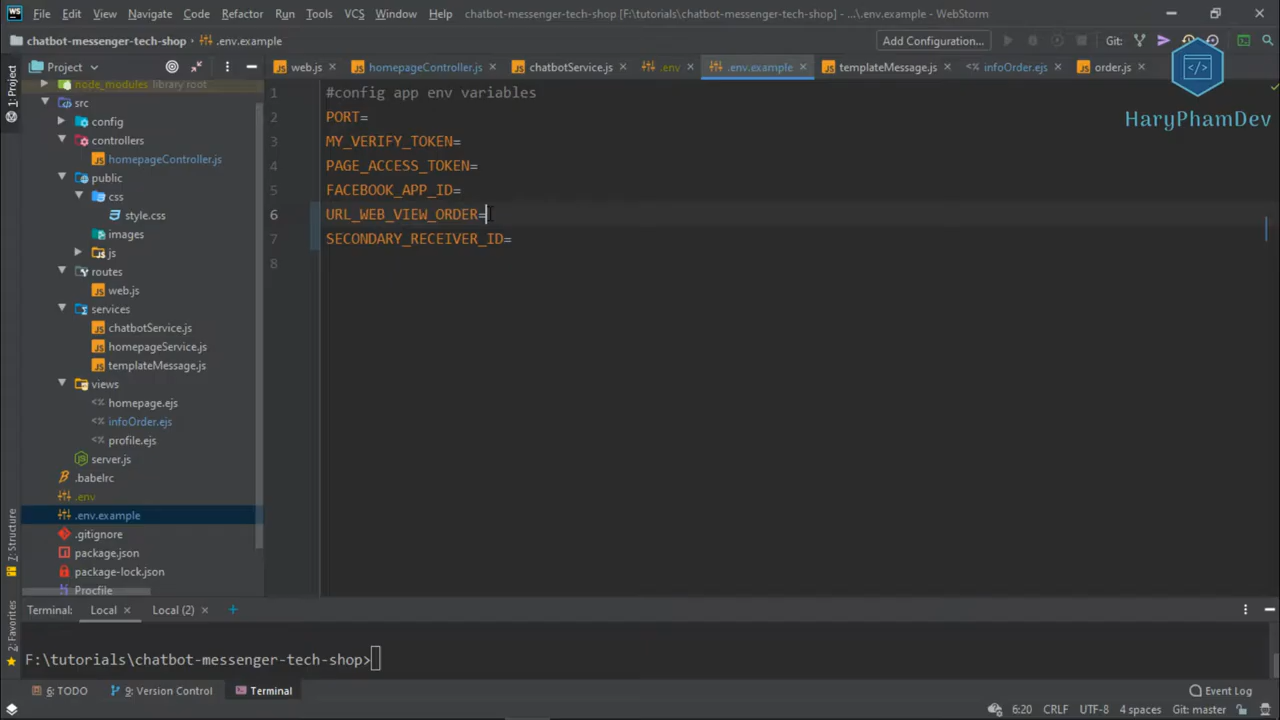 WS File Edit View Navigate Code Refactor Run Tools VCS Window Help chatbot-messenger-tech-shop [F:\tutorials\chatbot-messenger-tech-shop] - ...\.env.example - WebStorm
chatbot-messenger-tech-shop .env.example Add Configuration... Git:
Project web.js homepageController.js chatbotService.js .env .env.example templateMessage.js infoOrder.ejs order.js
HaryPhamDev
1: Project
7: Structure
2: Favorites
node_modules library root
src
config
controllers
homepageController.js
public
css
style.css
images
js
routes
web.js
services
chatbotService.js
homepageService.js
templateMessage.js
views
homepage.ejs
infoOrder.ejs
profile.ejs
server.js
.babelrc
.env
.env.example
.gitignore
package.json
package-lock.json
Procfile
1 #config app env variables
2 PORT=
3 MY_VERIFY_TOKEN=
4 PAGE_ACCESS_TOKEN=
5 FACEBOOK_APP_ID=
6 URL_WEB_VIEW_ORDER=
7 SECONDARY_RECEIVER_ID=
8
Terminal: Local Local (2)
F:\tutorials\chatbot-messenger-tech-shop>
6: TODO 9: Version Control Terminal Event Log
6:20 CRLF UTF-8 4 spaces Git: master